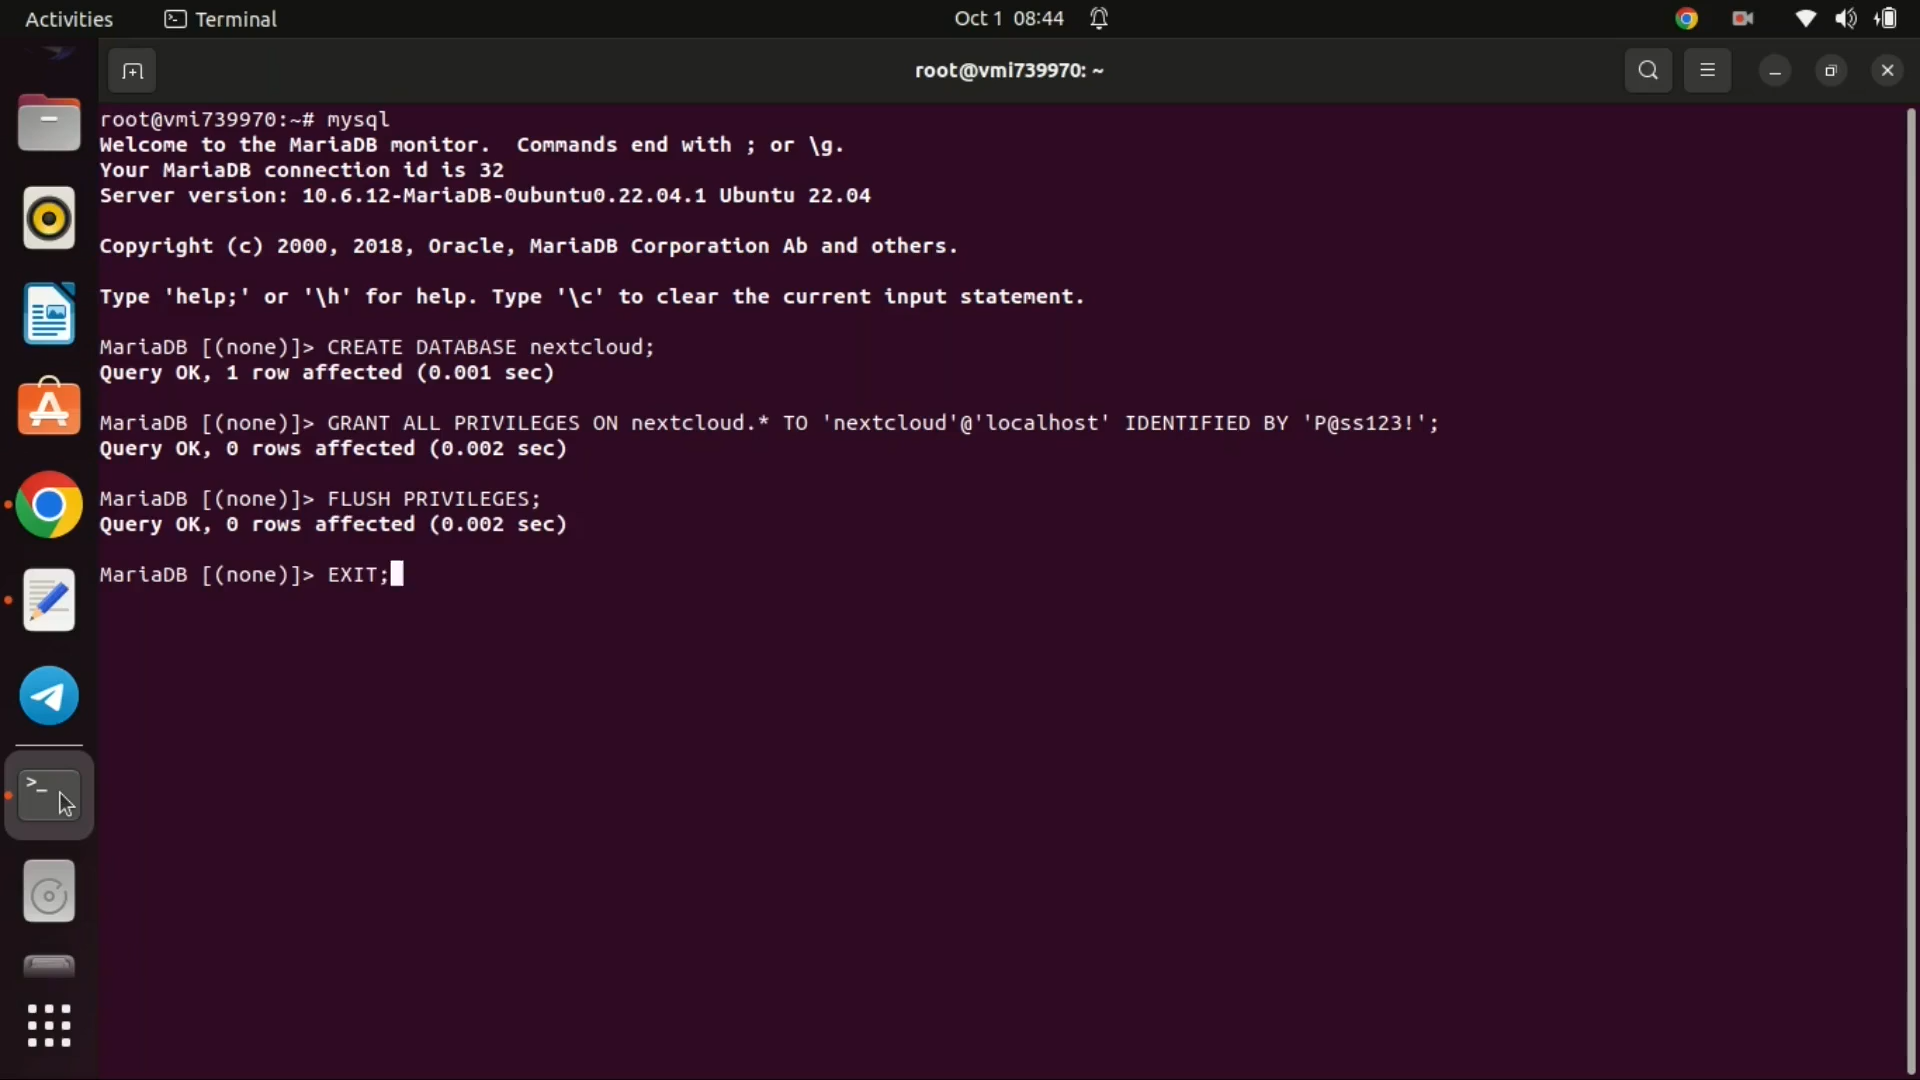 Activities
Terminal
Oct 1 08:44
root@vmi739970: ~
root@vmi739970:~# mysql
Welcome to the MariaDB monitor.  Commands end with ; or \g.
Your MariaDB connection id is 32
Server version: 10.6.12-MariaDB-0ubuntu0.22.04.1 Ubuntu 22.04
Copyright (c) 2000, 2018, Oracle, MariaDB Corporation Ab and others.
Type 'help;' or '\h' for help. Type '\c' to clear the current input statement.
MariaDB [(none)]> CREATE DATABASE nextcloud;
Query OK, 1 row affected (0.001 sec)
MariaDB [(none)]> GRANT ALL PRIVILEGES ON nextcloud.* TO 'nextcloud'@'localhost' IDENTIFIED BY 'P@ss123!';
Query OK, 0 rows affected (0.002 sec)
MariaDB [(none)]> FLUSH PRIVILEGES;
Query OK, 0 rows affected (0.002 sec)
MariaDB [(none)]> EXIT;